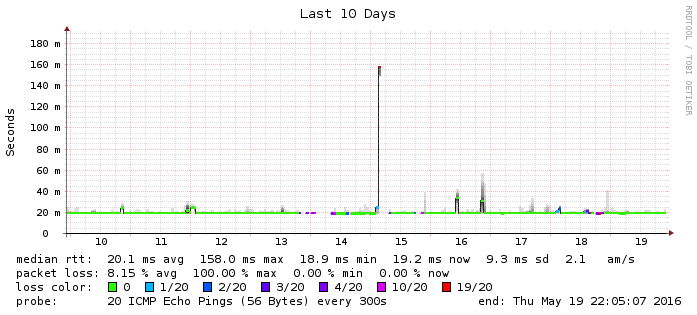 Last 10 Days
RRDTOOL / TOBI OETIKER
Seconds
180 m
160 m
140 m
120 m
100 m
80 m
60 m
40 m
20 m
0
10 11 12 13 14 15 16 17 18 19
median rtt: 20.1 ms avg 158.0 ms max 18.9 ms min 19.2 ms now 9.3 ms sd 2.1 am/s
packet loss: 8.15 % avg 100.00 % max 0.00 % min 0.00 % now
loss color: 0 1/20 2/20 3/20 4/20 10/20 19/20
probe: 20 ICMP Echo Pings (56 Bytes) every 300s end: Thu May 19 22:05:07 2016